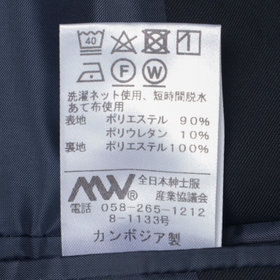 40
F W
洗濯ネット使用、短時間脱水
あて布使用
表地 ポリエステル 90%
ポリウレタン 10%
裏地 ポリエステル 100%
MW® 全日本紳士服
産業協議会
電話 058-265-1212
8-1133号
カンボジア製